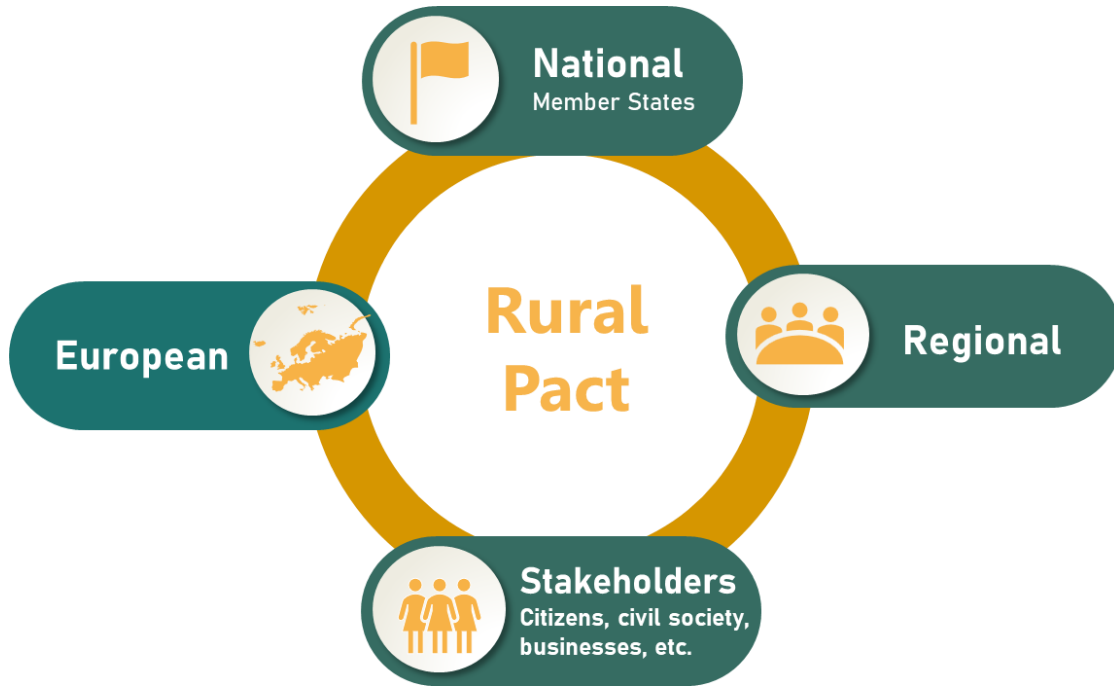 National
Member States
Rural
Pact
European
Regional
Stakeholders
Citizens, civil society,
businesses, etc.